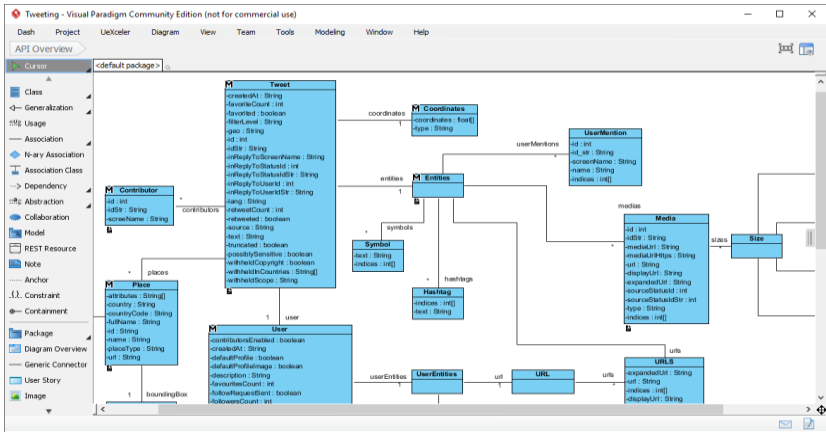 Tweeting - Visual Paradigm Community Edition (not for commercial use)
Dash Project UeXceler Diagram View Team Tools Modeling Window Help
API Overview
Cursor
Class
Generalization
Usage
Association
N-ary Association
Association Class
Dependency
Abstraction
Collaboration
Model
REST Resource
Note
Anchor
Constraint
Containment
Package
Diagram Overview
Generic Connector
User Story
Image
<default package>
Tweet
-createdAt : String
-favoriteCount : int
-favorited : boolean
-filterLevel : String
-geo : String
-id : int
-idStr : String
-inReplyToScreenName : String
-inReplyToStatusId : int
-inReplyToStatusIdStr : String
-inReplyToUserId : int
-inReplyToUserIdStr : String
-lang : String
-retweetCount : int
-retweeted : boolean
-source : String
-text : String
-truncated : boolean
-possiblySensitive : boolean
-withheldCopyright : boolean
-withheldInCountries : String[]
-withheldScope : String
coordinates
1
Coordinates
-coordinates : float[]
-type : String
userMentions
*
UserMention
-id : int
-id_str : String
-screenName : String
-name : String
-indices : int[]
entities
1
Entities
Contributor
-id : int
-idStr : String
-screeName : String
*
contributors
symbols
*
Symbol
-text : String
-indices : int[]
hashtags
*
Hashtag
-indices : int[]
-text : String
medias
*
Media
-id : int
-idStr : String
-mediaUrl : String
-mediaUrlHttps : String
-url : String
-displayUrl : String
-expandedUrl : String
-sourceStatusId : int
-sourceStatusIdStr : int
-type : String
-indices : int[]
sizes
*
Size
places
*
Place
-attributes : String[]
-country : String
-countryCode : String
-fullName : String
-id : String
-name : String
-placeType : String
-url : String
1
boundingBox
1
user
User
-contributorsEnabled : boolean
-createdAt : String
-defaultProfile : boolean
-defaultProfileImage : boolean
-description : String
-favouritesCount : int
-followRequestSent : boolean
-followersCount : int
userEntities
1
UserEntities
url
1
URL
urls
*
urls
*
URLS
-expandedUrl : String
-url : String
-indices : int[]
-displayUrl : String